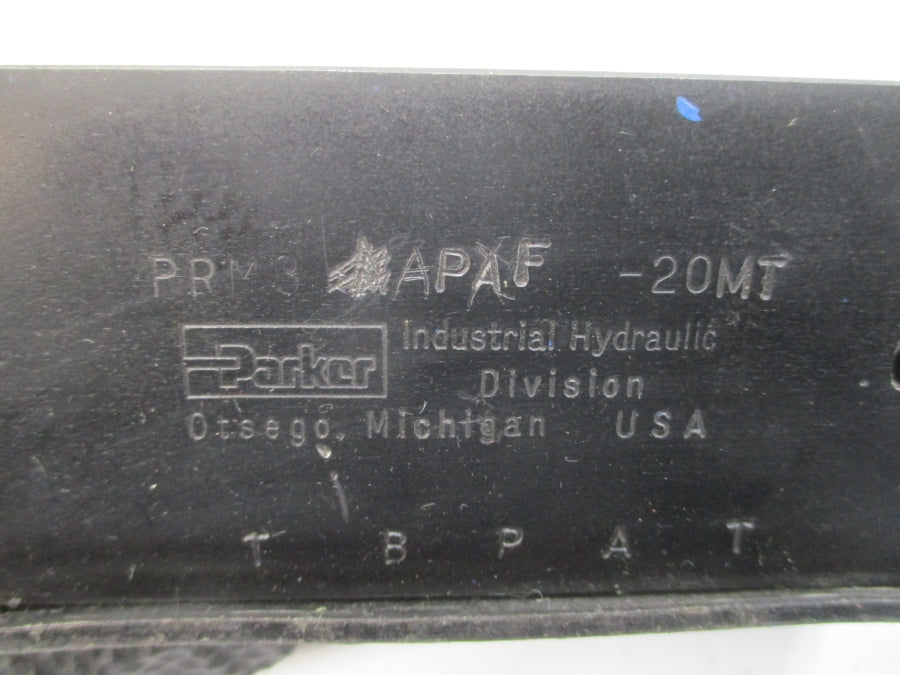 PRM3 APAF -20MT
Parker Industrial Hydraulic
Division
Otsego, Michigan USA
T B P A T